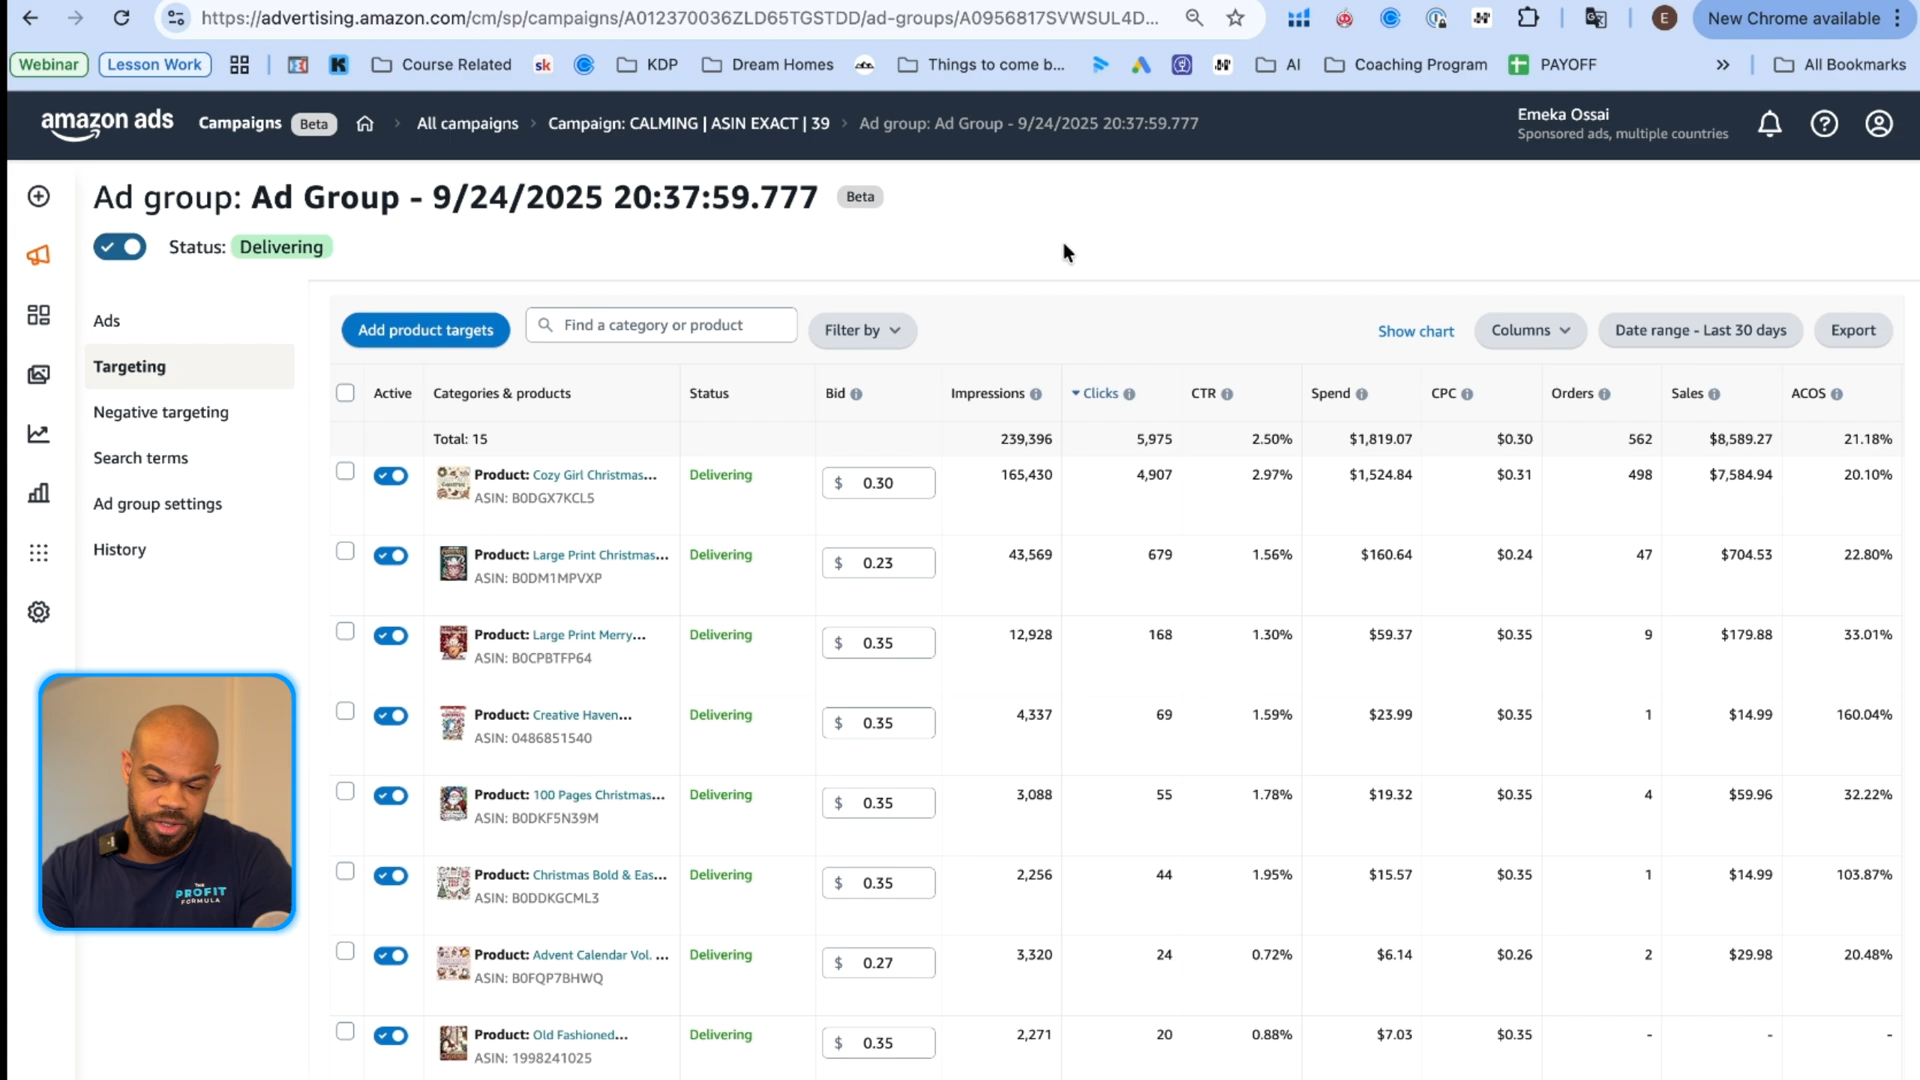 https://advertising.amazon.com/cm/sp/campaigns/A012370036ZLD65TGSTDD/ad-groups/A0956817SVWSUL4D...
E
New Chrome available
Webinar
Lesson Work
K
Course Related
sk
KDP
Dream Homes
Things to come b...
AI
Coaching Program
PAYOFF
All Bookmarks
amazon ads
Campaigns
Beta
All campaigns
Campaign: CALMING | ASIN EXACT | 39
Ad group: Ad Group - 9/24/2025 20:37:59.777
Emeka Ossai
Sponsored ads, multiple countries
Ad group: Ad Group - 9/24/2025 20:37:59.777
Beta
Status: Delivering
Ads
Targeting
Negative targeting
Search terms
Ad group settings
History
Add product targets
Find a category or product
Filter by
Show chart
Columns
Date range - Last 30 days
Export
Active Categories & products Status Bid Impressions Clicks CTR Spend CPC Orders Sales ACOS
Total: 15 239,396 5,975 2.50% $1,819.07 $0.30 562 $8,589.27 21.18%
Product: Cozy Girl Christmas... Delivering $ 0.30 165,430 4,907 2.97% $1,524.84 $0.31 498 $7,584.94 20.10%
ASIN: B0DGX7KCL5
Product: Large Print Christmas... Delivering $ 0.23 43,569 679 1.56% $160.64 $0.24 47 $704.53 22.80%
ASIN: B0DM1MPVXP
Product: Large Print Merry... Delivering $ 0.35 12,928 168 1.30% $59.37 $0.35 9 $179.88 33.01%
ASIN: B0CPBTFP64
Product: Creative Haven... Delivering $ 0.35 4,337 69 1.59% $23.99 $0.35 1 $14.99 160.04%
ASIN: 0486851540
Product: 100 Pages Christmas... Delivering $ 0.35 3,088 55 1.78% $19.32 $0.35 4 $59.96 32.22%
ASIN: B0DKF5N39M
Product: Christmas Bold & Eas... Delivering $ 0.35 2,256 44 1.95% $15.57 $0.35 1 $14.99 103.87%
ASIN: B0DDKGCML3
Product: Advent Calendar Vol. ... Delivering $ 0.27 3,320 24 0.72% $6.14 $0.26 2 $29.98 20.48%
ASIN: B0FQP7BHWQ
Product: Old Fashioned... Delivering $ 0.35 2,271 20 0.88% $7.03 $0.35 - - -
ASIN: 1998241025
THE
PROFIT
FORMULA